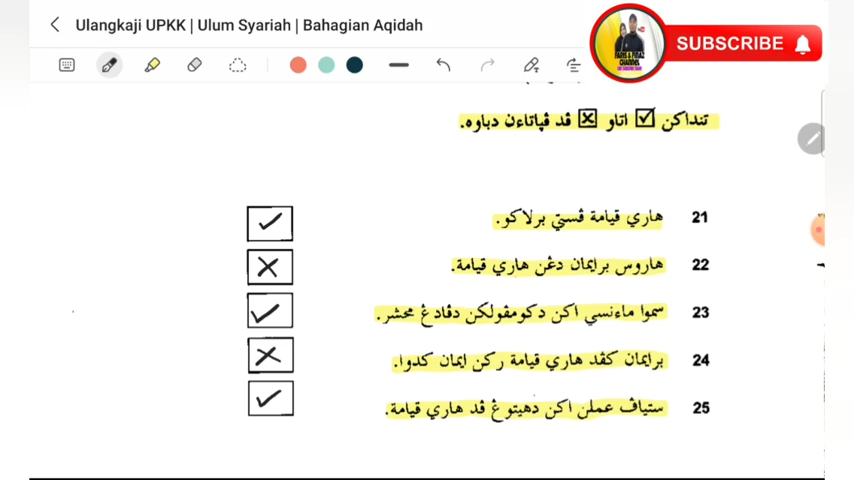 Ulangkaji UPKK | Ulum Syariah | Bahagian Aqidah
SUBSCRIBE
تنداكن ☑ اتاو ☒ ڤد ڤرڽاتاءن دباوه.
21 هاري قيامة ڤستي برلاكو.
22 هاروس برايمان دڠن هاري قيامة.
23 سموا ماءنسي اكن دكومڤولكن دڤادڠ محشر.
24 برايمان كڤد هاري قيامة ركن ايمان كدوا.
25 ستياڤ عملن اكن دهيتوڠ ڤد هاري قيامة.